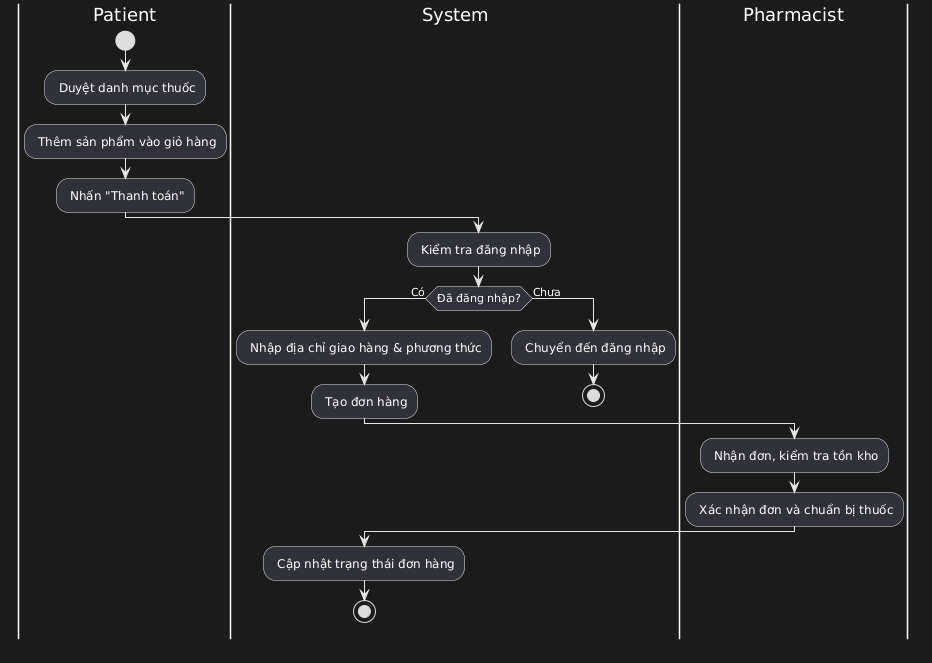 Patient
System
Pharmacist
Duyệt danh mục thuốc
Thêm sản phẩm vào giỏ hàng
Nhấn "Thanh toán"
Kiểm tra đăng nhập
Có
Đã đăng nhập?
Chưa
Nhập địa chỉ giao hàng & phương thức
Chuyển đến đăng nhập
Tạo đơn hàng
Nhận đơn, kiểm tra tồn kho
Xác nhận đơn và chuẩn bị thuốc
Cập nhật trạng thái đơn hàng